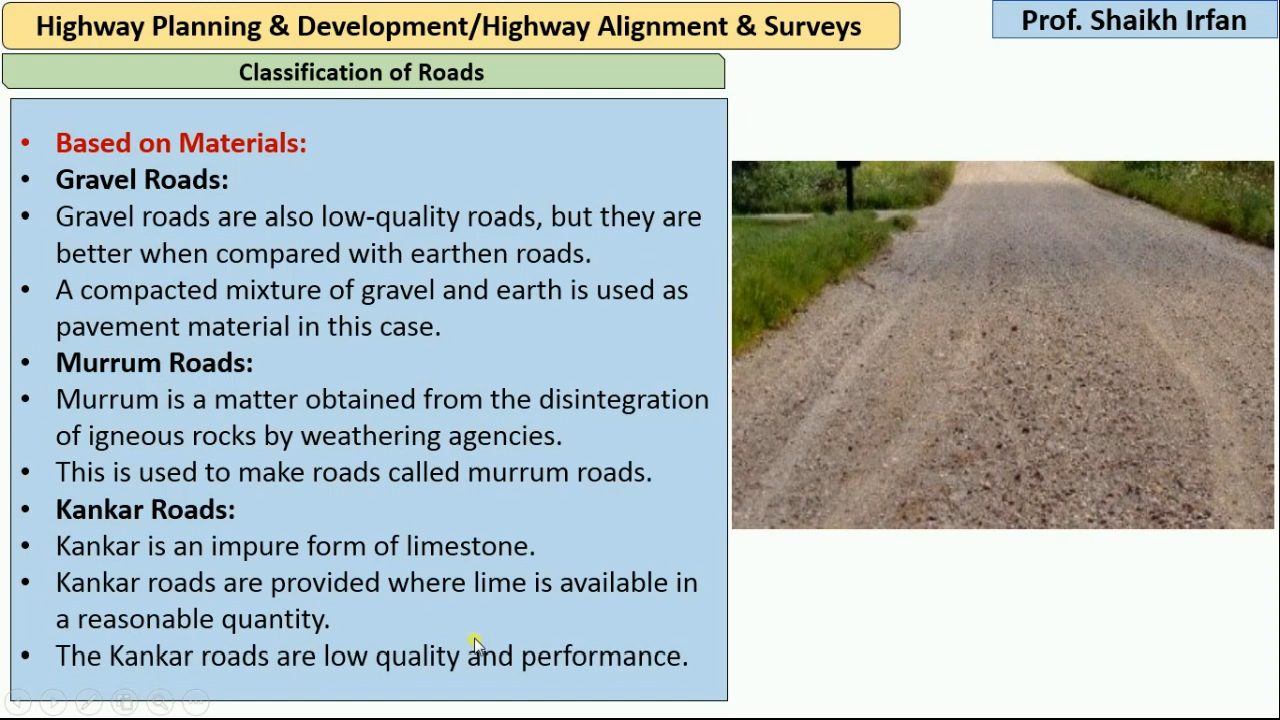 Highway Planning & Development/Highway Alignment & Surveys
Prof. Shaikh Irfan
Classification of Roads
• Based on Materials:
• Gravel Roads:
• Gravel roads are also low-quality roads, but they are
better when compared with earthen roads.
• A compacted mixture of gravel and earth is used as
pavement material in this case.
• Murrum Roads:
• Murrum is a matter obtained from the disintegration
of igneous rocks by weathering agencies.
• This is used to make roads called murrum roads.
• Kankar Roads:
• Kankar is an impure form of limestone.
• Kankar roads are provided where lime is available in
a reasonable quantity.
• The Kankar roads are low quality and performance.